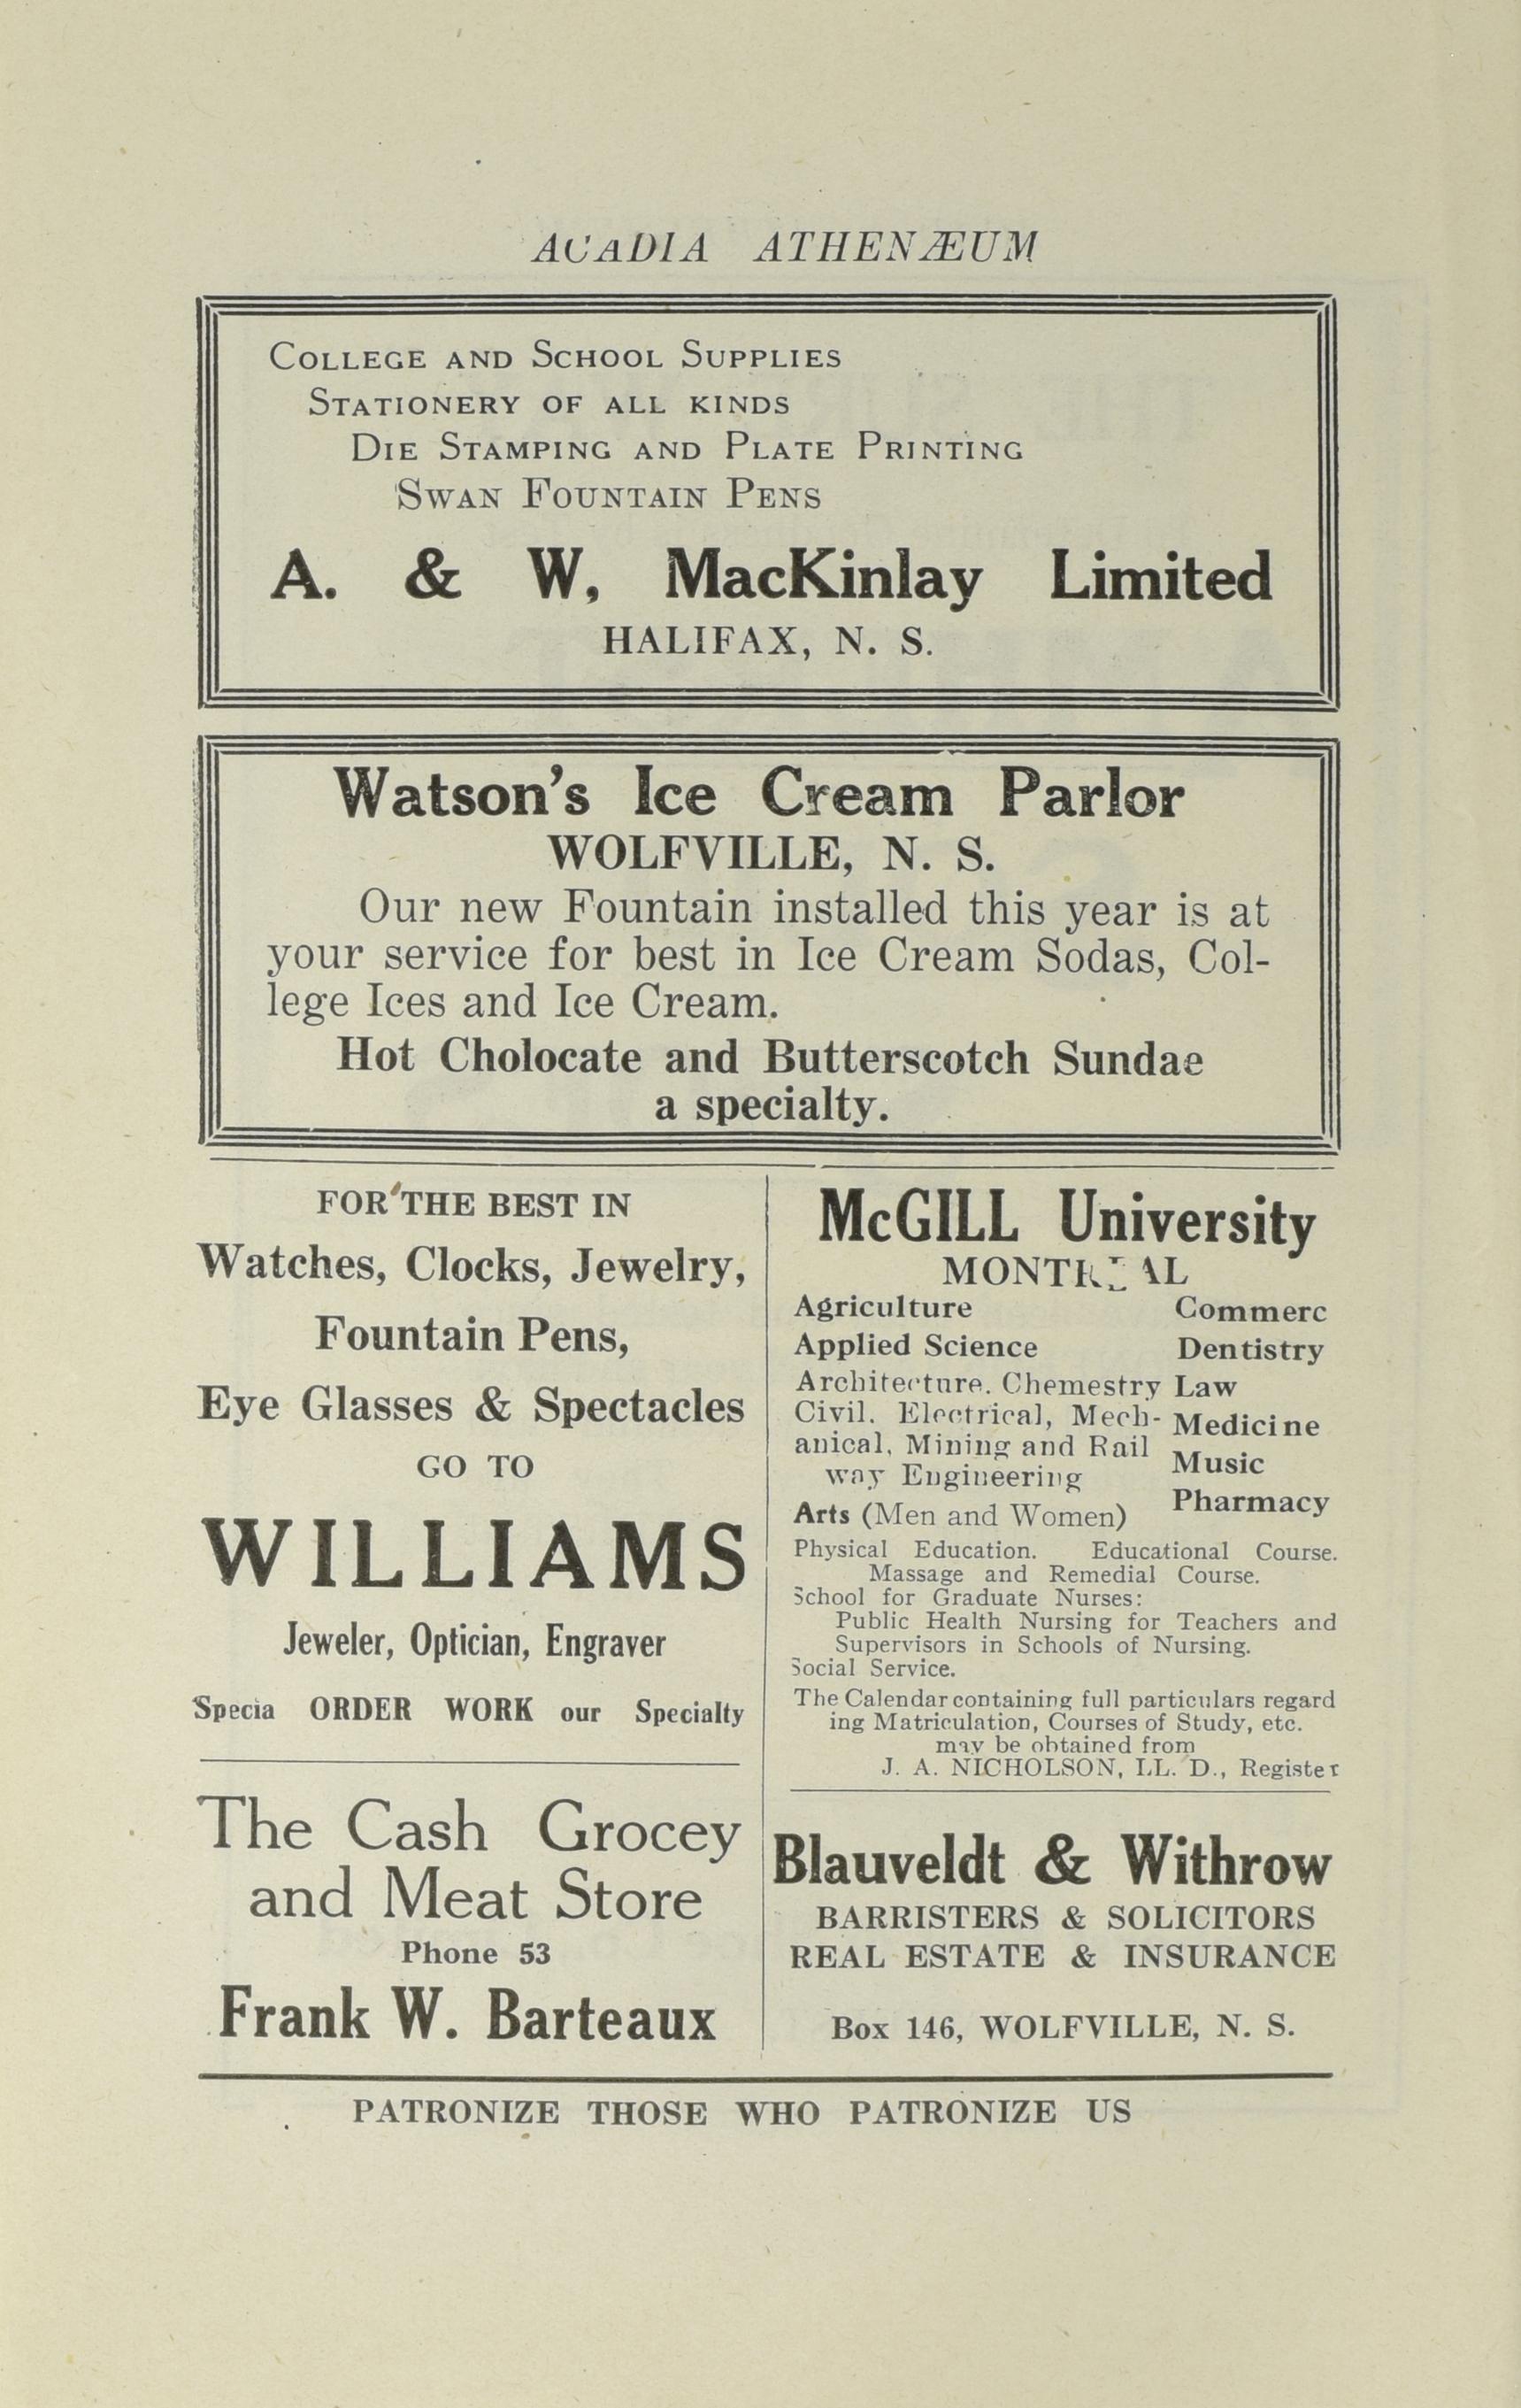 ACADIA ATHENÆUM
COLLEGE AND SCHOOL SUPPLIES
STATIONERY OF ALL KINDS
DIE STAMPING AND PLATE PRINTING
SWAN FOUNTAIN PENS
A. & W, MacKinlay Limited
HALIFAX, N. S.
Watson's Ice Cream Parlor
WOLFVILLE, N. S.
Our new Fountain installed this year is at
your service for best in Ice Cream Sodas, Col-
lege Ices and Ice Cream.
Hot Cholocate and Butterscotch Sundae
a specialty.
FOR THE BEST IN
Watches, Clocks, Jewelry,
Fountain Pens,
Eye Glasses & Spectacles
GO TO
WILLIAMS
Jeweler, Optician, Engraver
Specia ORDER WORK our Specialty
The Cash Grocey
and Meat Store
Phone 53
Frank W. Barteaux
McGILL University
MONTREAL
Agriculture Commerc
Applied Science Dentistry
Architecture. Chemestry Law
Civil. Electrical, Mech- Medicine
anical, Mining and Rail Music
way Engineering
Arts (Men and Women) Pharmacy
Physical Education. Educational Course.
Massage and Remedial Course.
School for Graduate Nurses:
Public Health Nursing for Teachers and
Supervisors in Schools of Nursing.
Social Service.
The Calendar containing full particulars regard
ing Matriculation, Courses of Study, etc.
may be obtained from
J. A. NICHOLSON, LL. D., Register
Blauveldt & Withrow
BARRISTERS & SOLICITORS
REAL ESTATE & INSURANCE
Box 146, WOLFVILLE, N. S.
PATRONIZE THOSE WHO PATRONIZE US